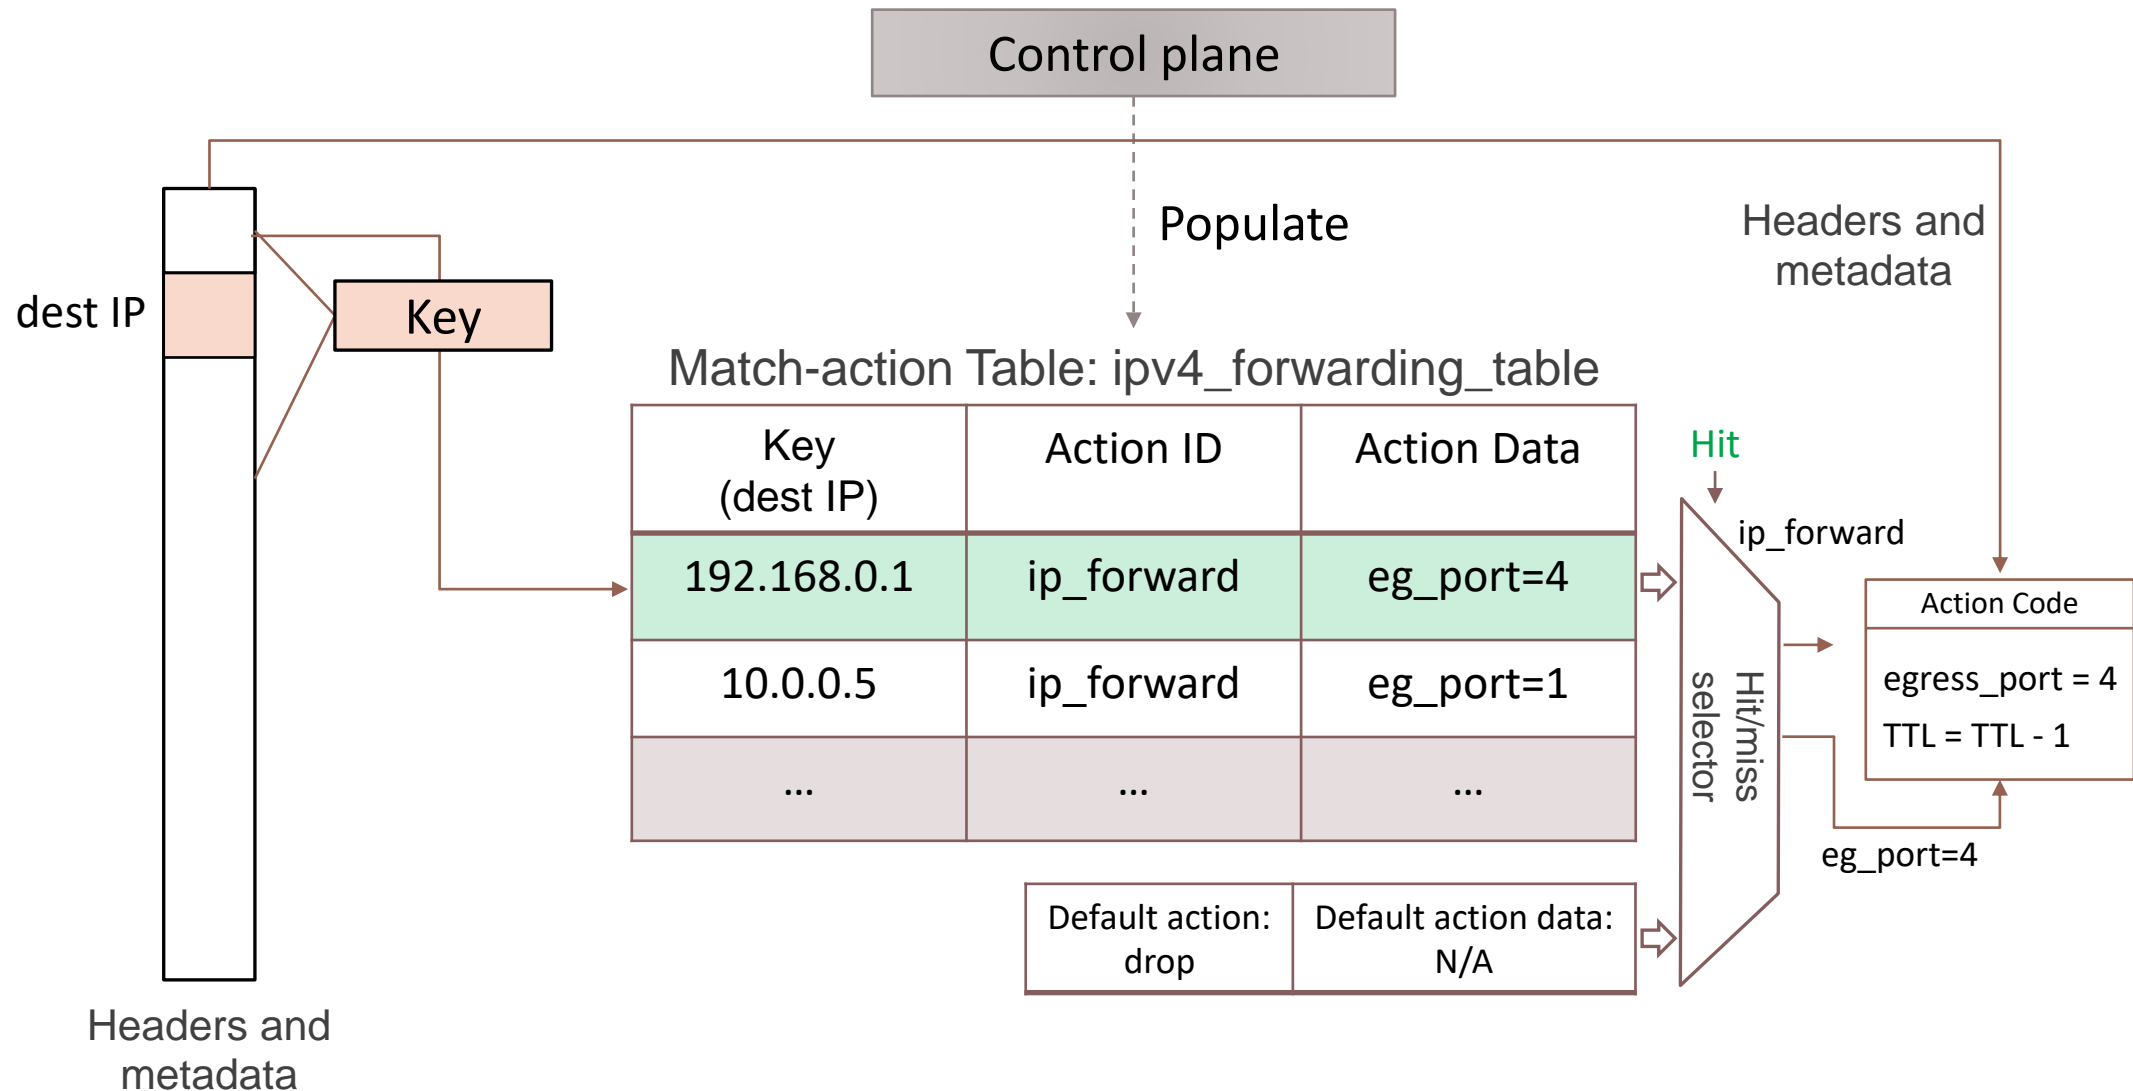 Control plane
Populate
Headers and
metadata
dest IP
Key
Match-action Table: ipv4_forwarding_table
Key
(dest IP)
Action ID
Action Data
Hit
192.168.0.1
ip_forward
eg_port=4
ip_forward
10.0.0.5
ip_forward
eg_port=1
...
...
...
Hit/miss
selector
Action Code
egress_port = 4
TTL = TTL - 1
eg_port=4
Default action:
drop
Default action data:
N/A
Headers and
metadata